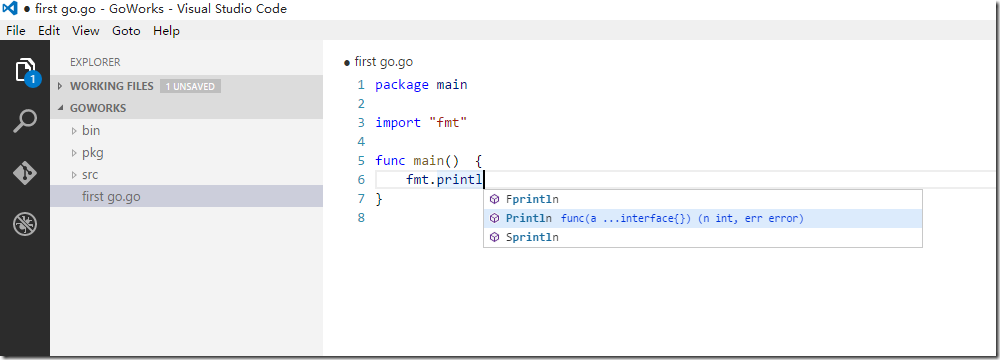 ● first go.go - GoWorks - Visual Studio Code
File Edit View Goto Help
EXPLORER
WORKING FILES 1 UNSAVED
GOWORKS
bin
pkg
src
first go.go
1
● first go.go
1 package main
2
3 import "fmt"
4
5 func main()  {
6     fmt.printl
7 }
8
Fprintln
Println func(a ...interface{}) (n int, err error)
Sprintln